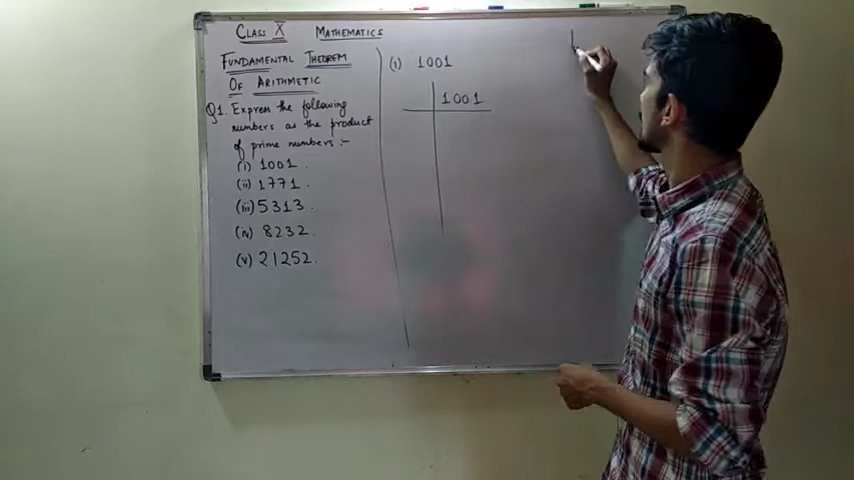 CLASS X MATHEMATICS
FUNDAMENTAL THEOREM
OF ARITHMETIC
Q1. Express the following
numbers as the product
of prime numbers :-
(i) 1001.
(ii) 1771.
(iii) 5313.
(iv) 8232.
(v) 21252.
(i) 1001
1001